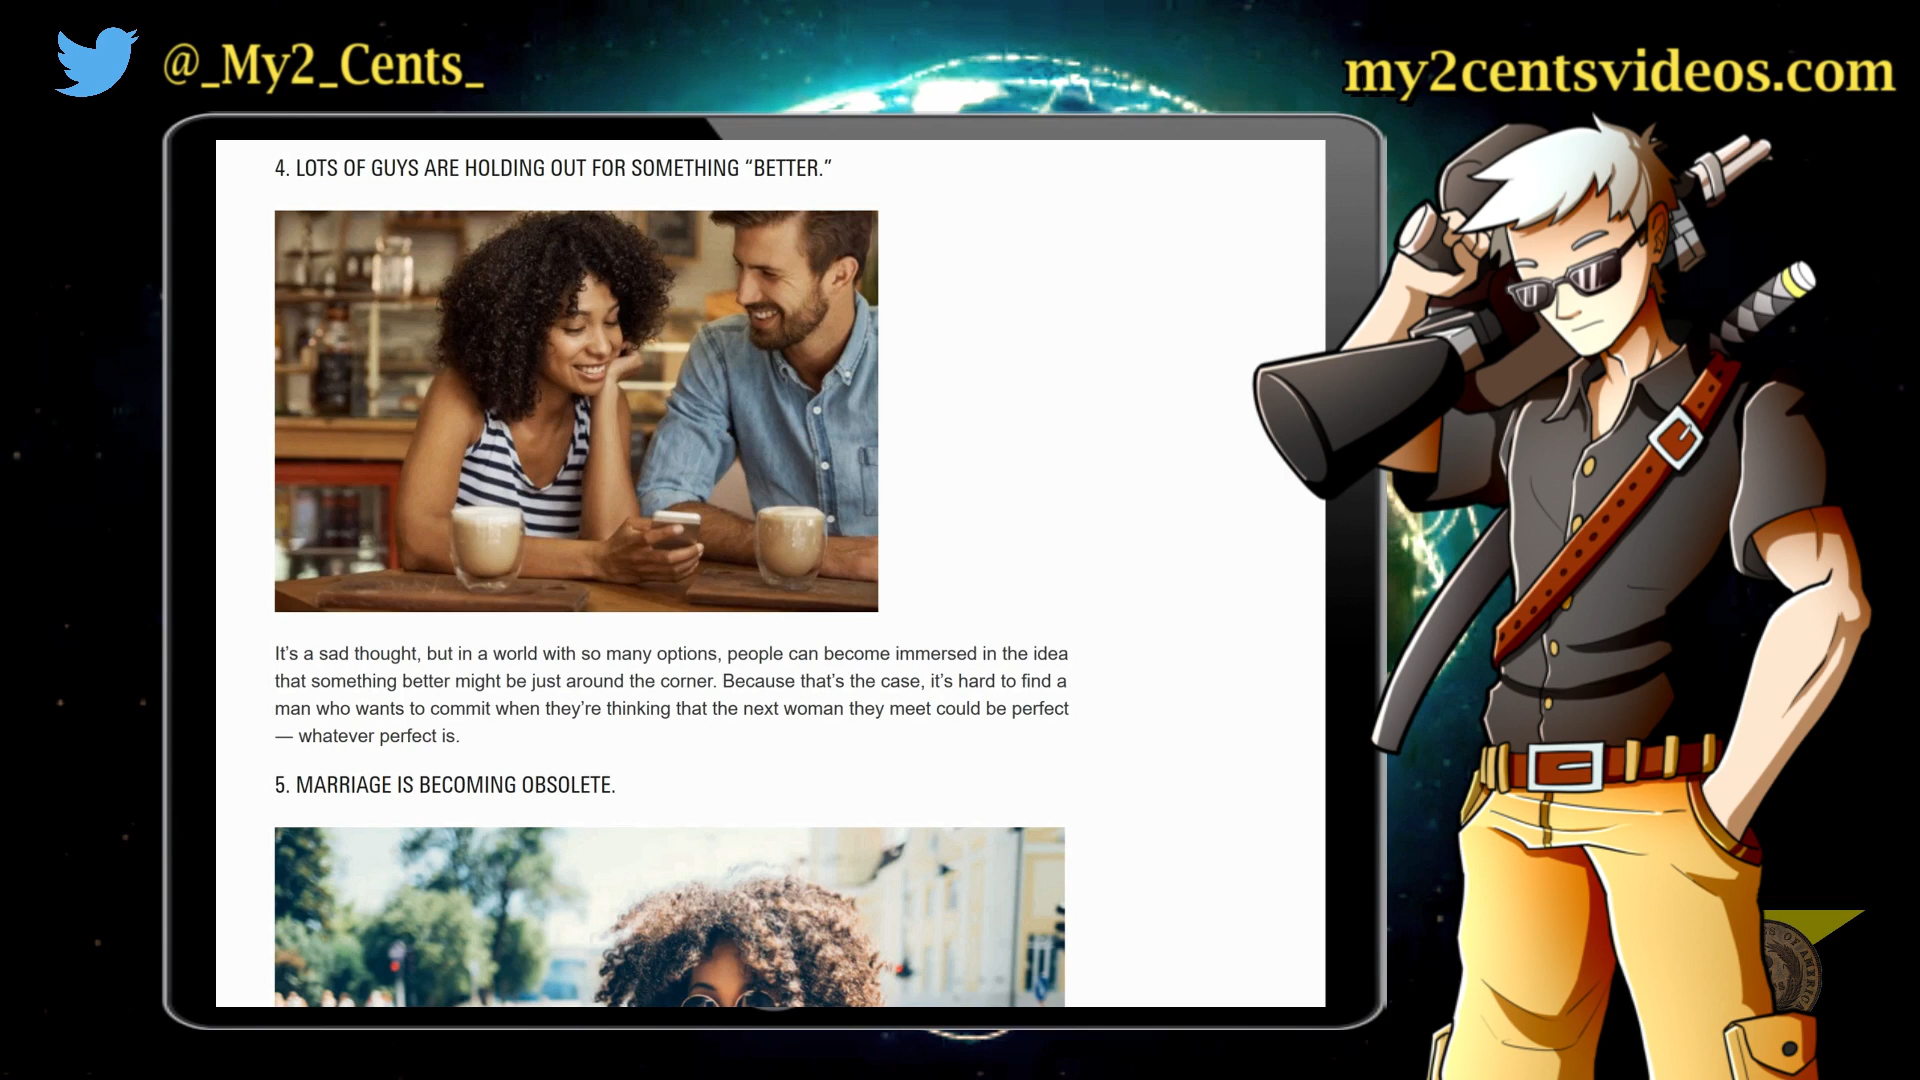 @_My2_Cents_
my2centsvideos.com
4. LOTS OF GUYS ARE HOLDING OUT FOR SOMETHING “BETTER.”
It’s a sad thought, but in a world with so many options, people can become immersed in the idea
that something better might be just around the corner. Because that’s the case, it’s hard to find a
man who wants to commit when they’re thinking that the next woman they meet could be perfect
— whatever perfect is.
5. MARRIAGE IS BECOMING OBSOLETE.